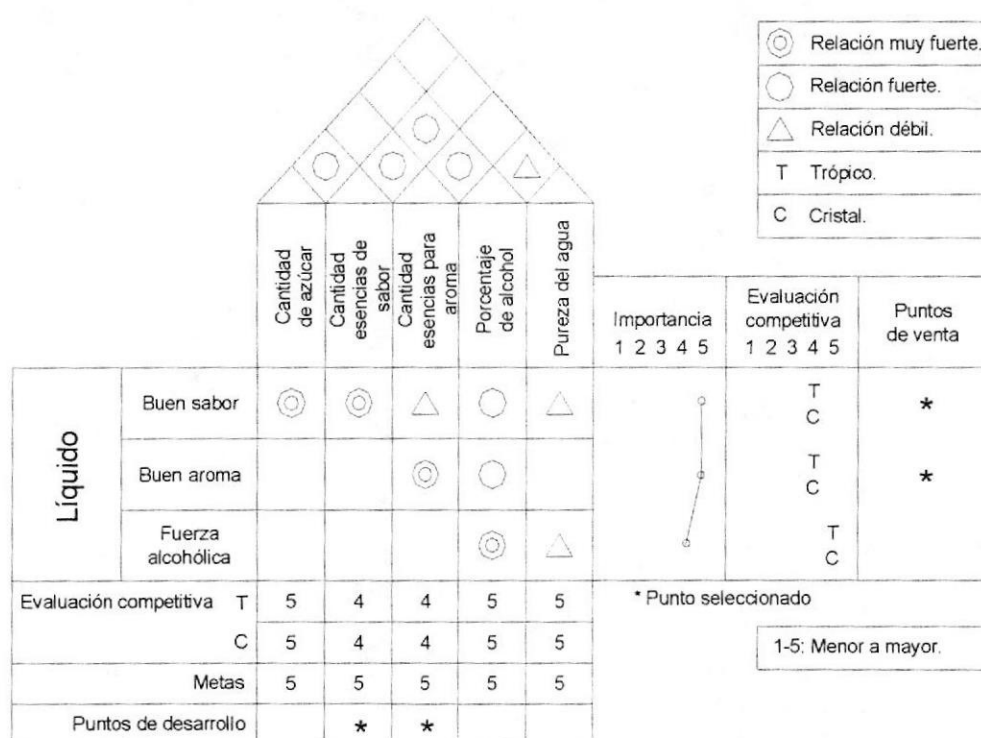 Relación muy fuerte.
Relación fuerte.
Relación débil.
T Trópico.
C Cristal.
Cantidad
de azúcar
Cantidad
esencias de
sabor
Cantidad
esencias para
aroma
Porcentaje
de alcohol
Pureza del agua
Importancia
1 2 3 4 5
Evaluación
competitiva
1 2 3 4 5
Puntos
de venta
Líquido
Buen sabor
T
C
*
Buen aroma
T
C
*
Fuerza
alcohólica
T
C
Evaluación competitiva T 5 4 4 5 5
C 5 4 4 5 5
Metas 5 5 5 5 5
Puntos de desarrollo * *
* Punto seleccionado
1-5: Menor a mayor.